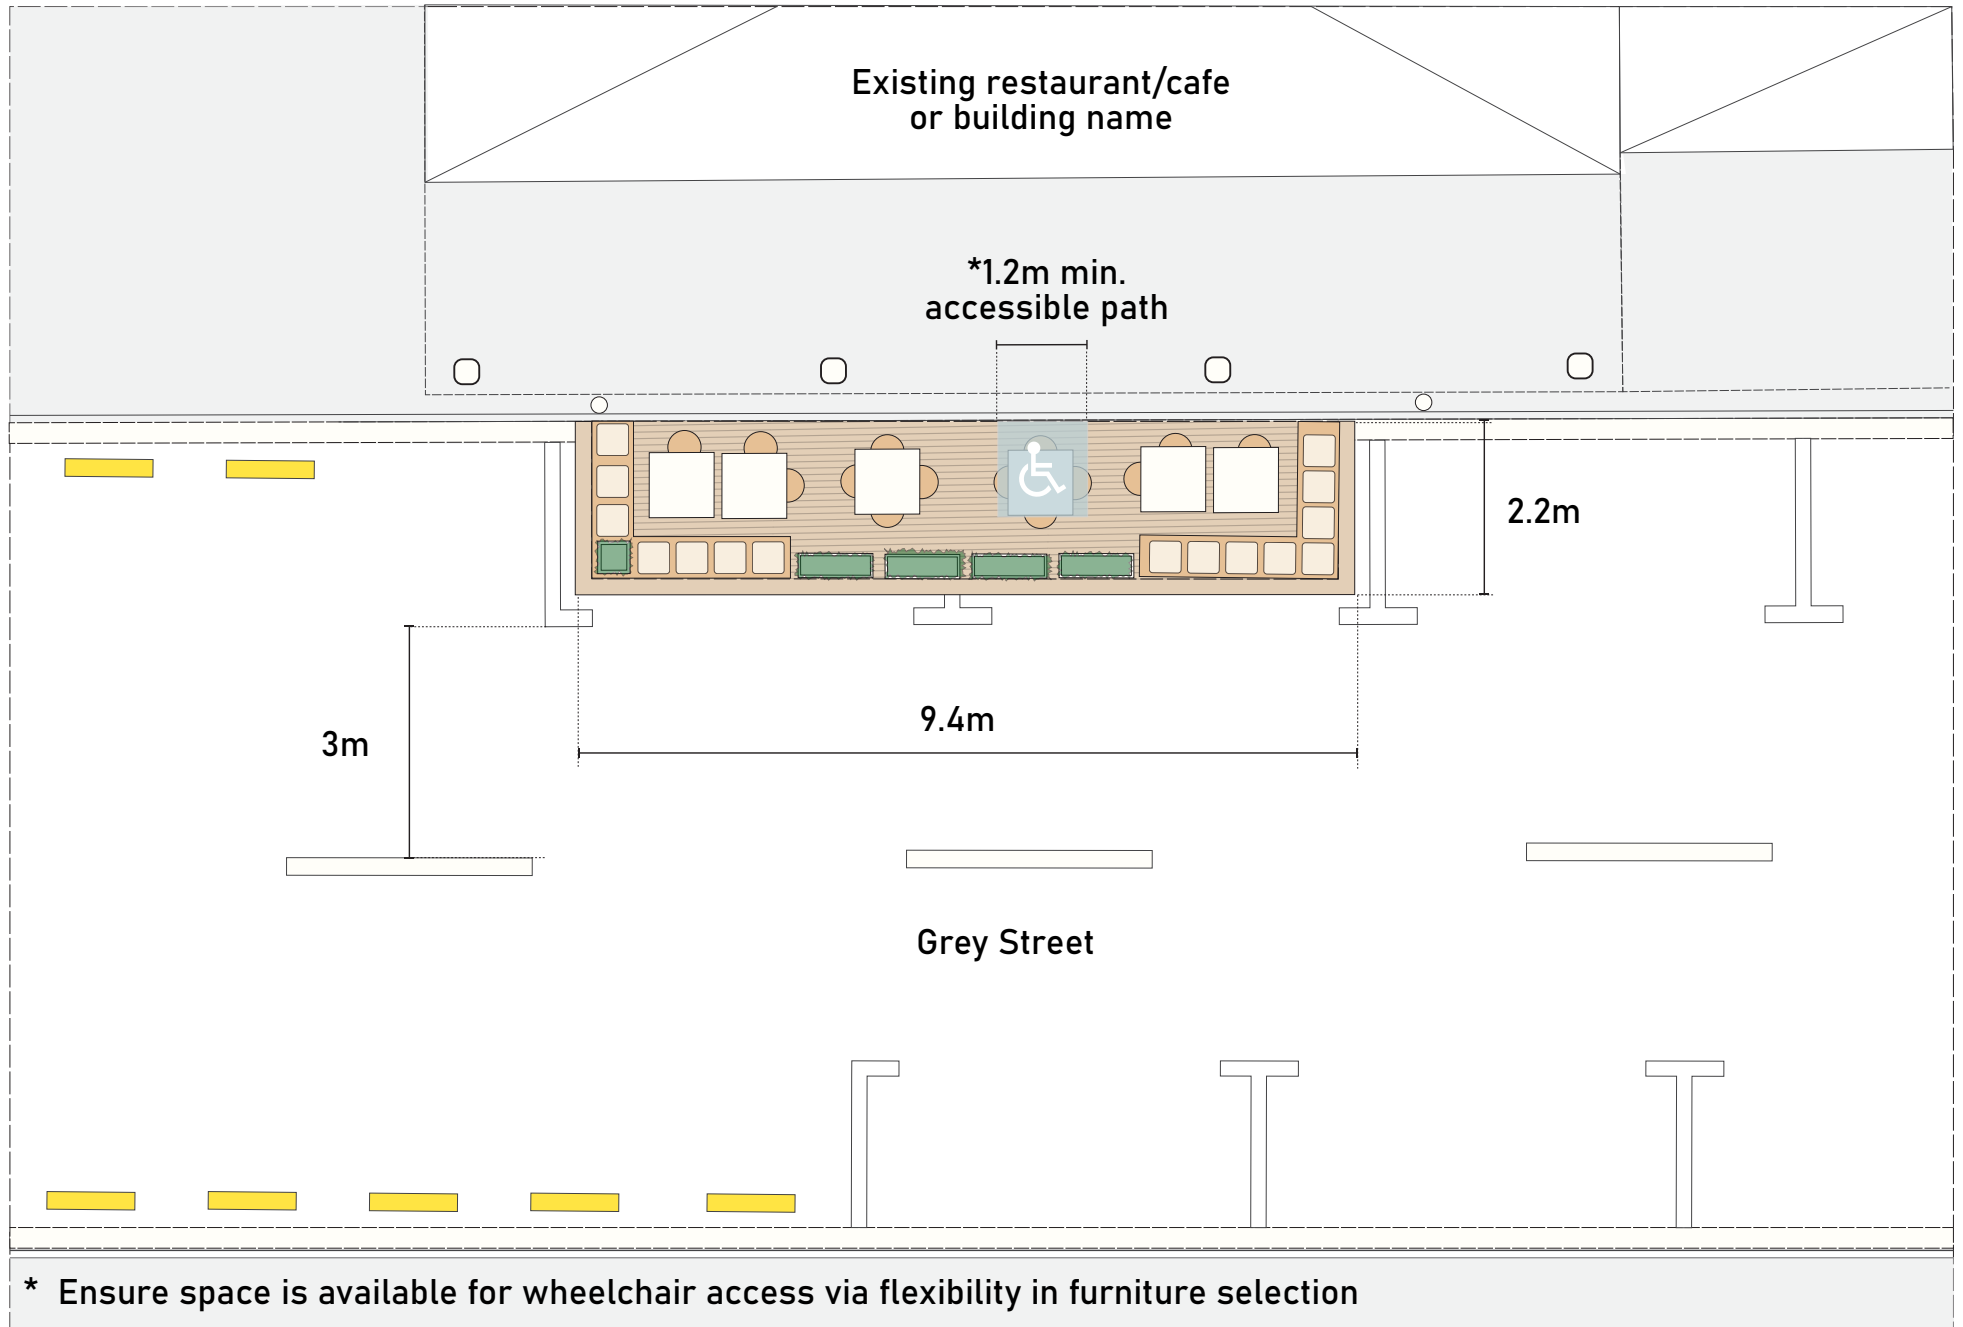 Existing restaurant/cafe
or building name
*1.2m min.
accessible path
2.2m
9.4m
3m
Grey Street
* Ensure space is available for wheelchair access via flexibility in furniture selection